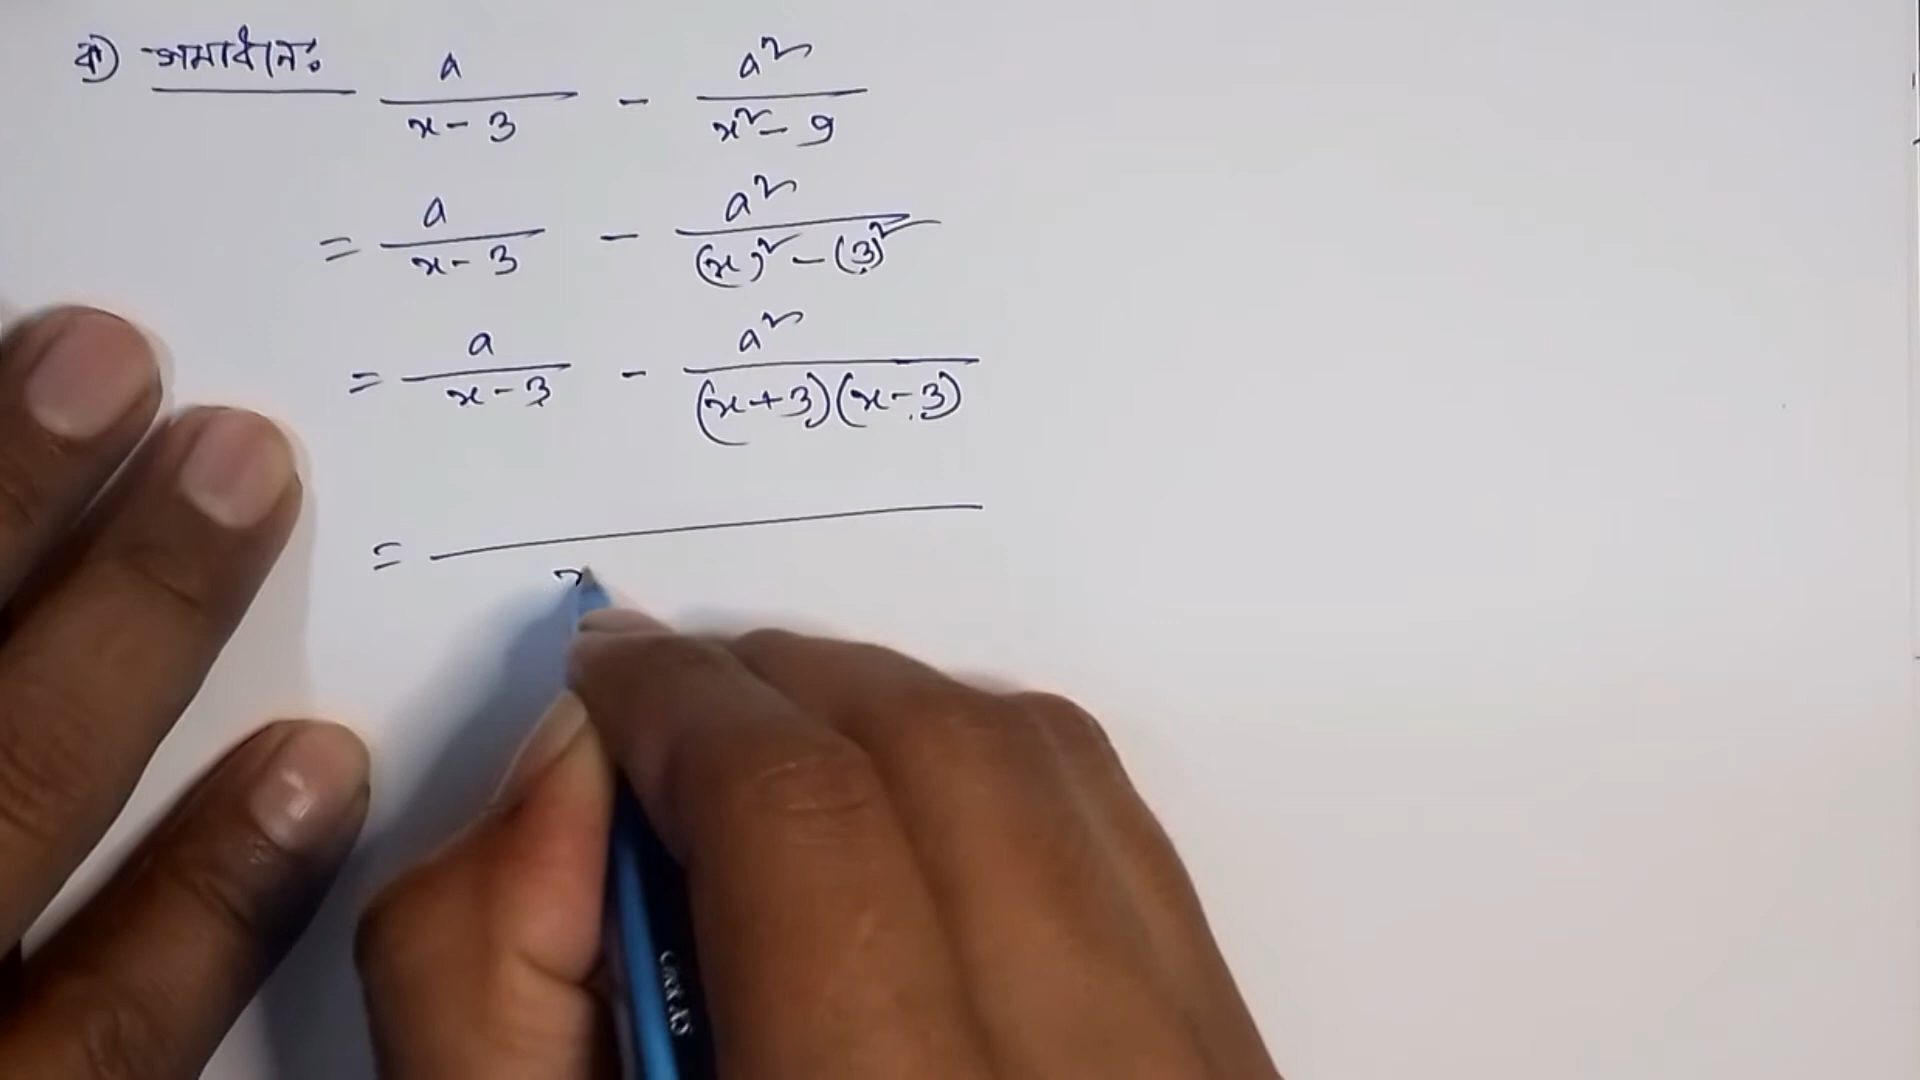 ক) সমাধানঃ a/(x-3) - a²/(x²-9)
= a/(x-3) - a²/((x)²-(3)²)
= a/(x-3) - a²/((x+3)(x-3))
=